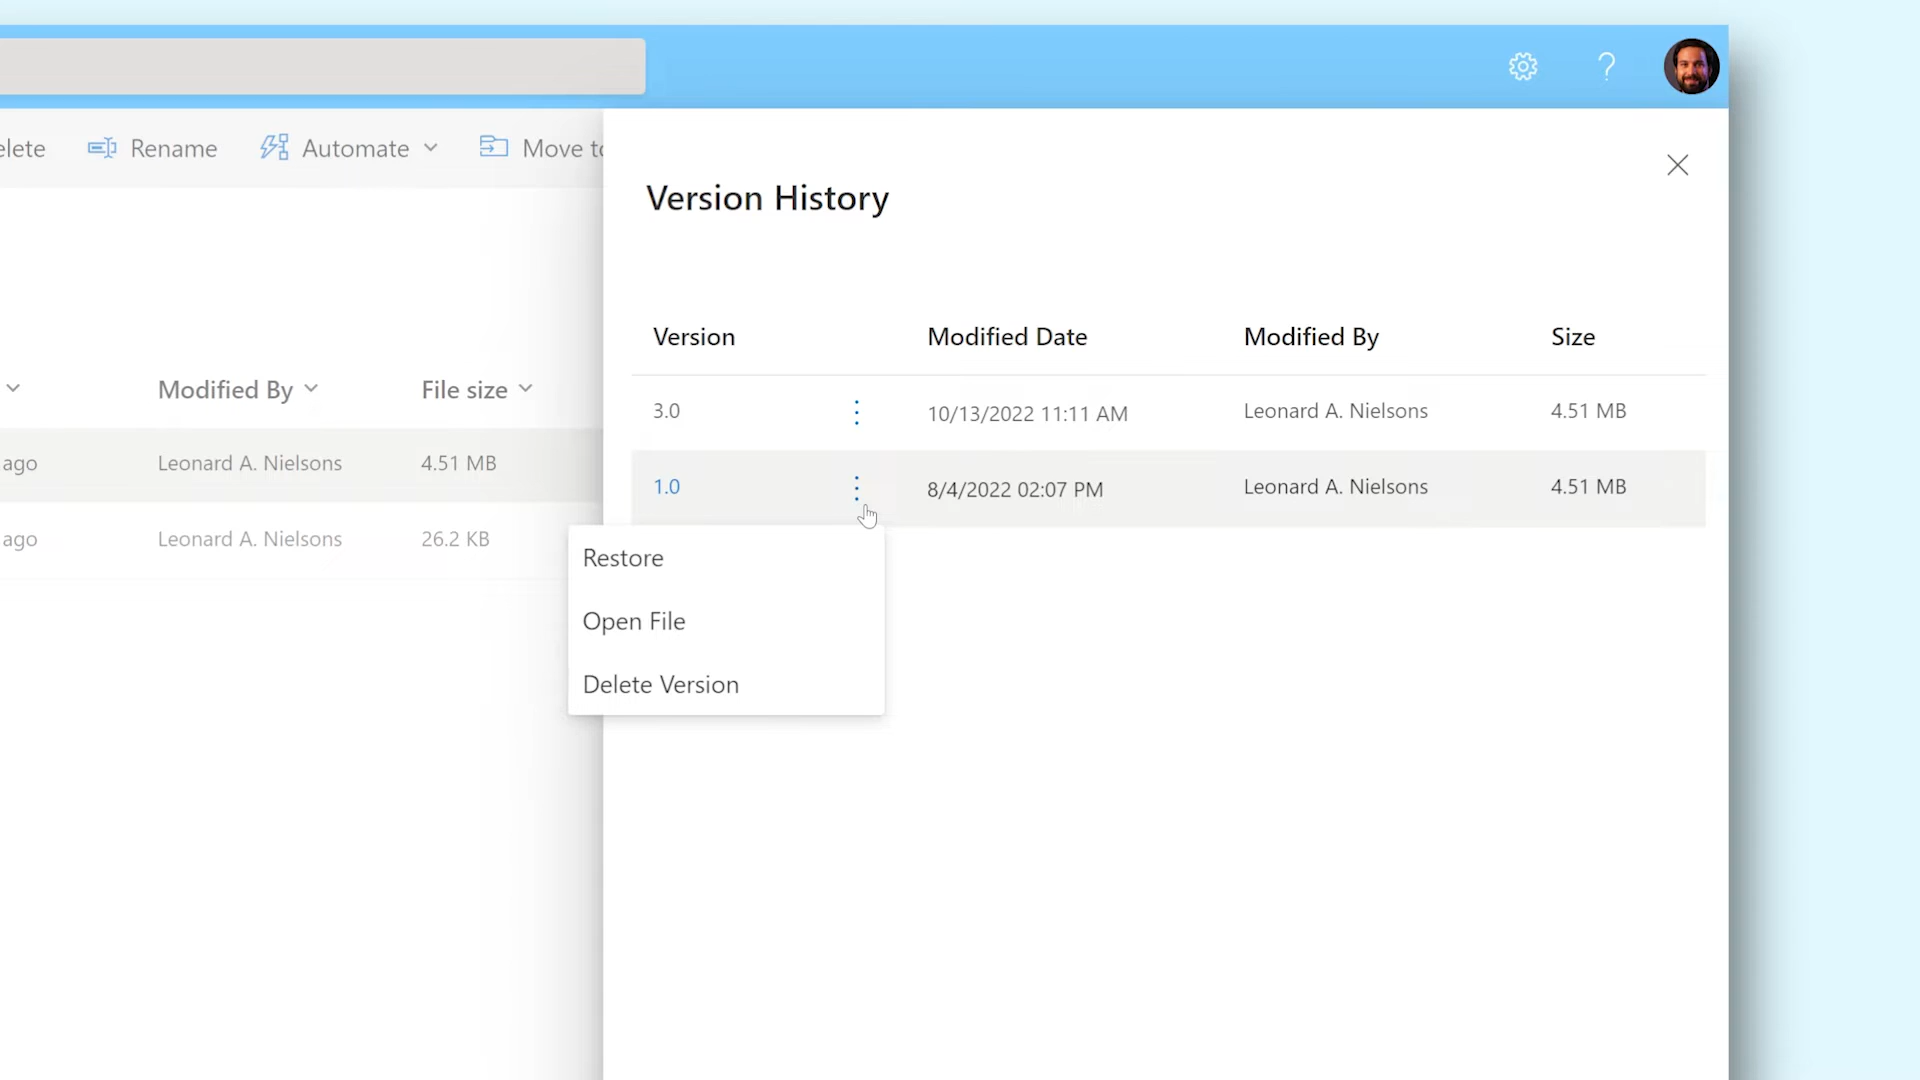 elete Rename Automate Move to
Modified By File size
ago Leonard A. Nielsons 4.51 MB
ago Leonard A. Nielsons 26.2 KB
Version History
Version Modified Date Modified By Size
3.0 10/13/2022 11:11 AM Leonard A. Nielsons 4.51 MB
1.0 8/4/2022 02:07 PM Leonard A. Nielsons 4.51 MB
Restore
Open File
Delete Version